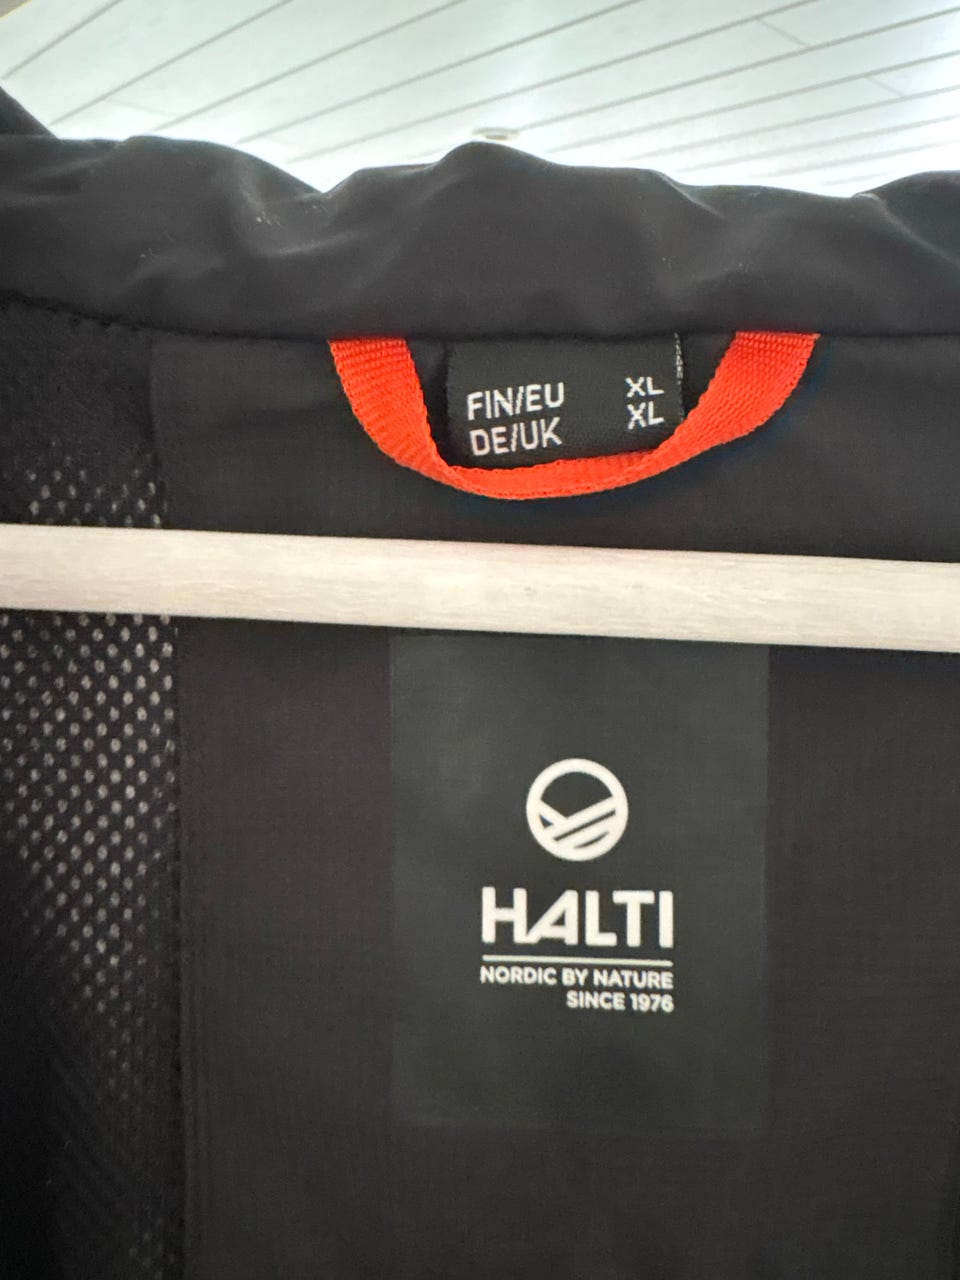 FIN/EU XL
DE/UK XL
HALTI
NORDIC BY NATURE
SINCE 1976